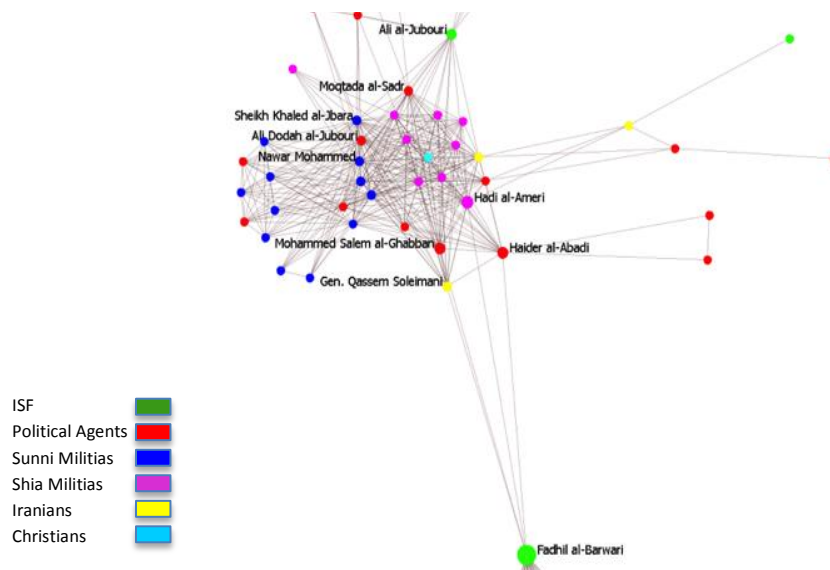 Ali al-Jubouri
Moqtada al-Sadr
Sheikh Khaled al-Jbara
Ali Dodah al-Jubouri
Nawar Mohammed
Hadi al-Ameri
Mohammed Salem al-Ghabban
Haider al-Abadi
Gen. Qassem Soleimani
ISF
Political Agents
Sunni Militias
Shia Militias
Iranians
Christians
Fadhil al-Barwari